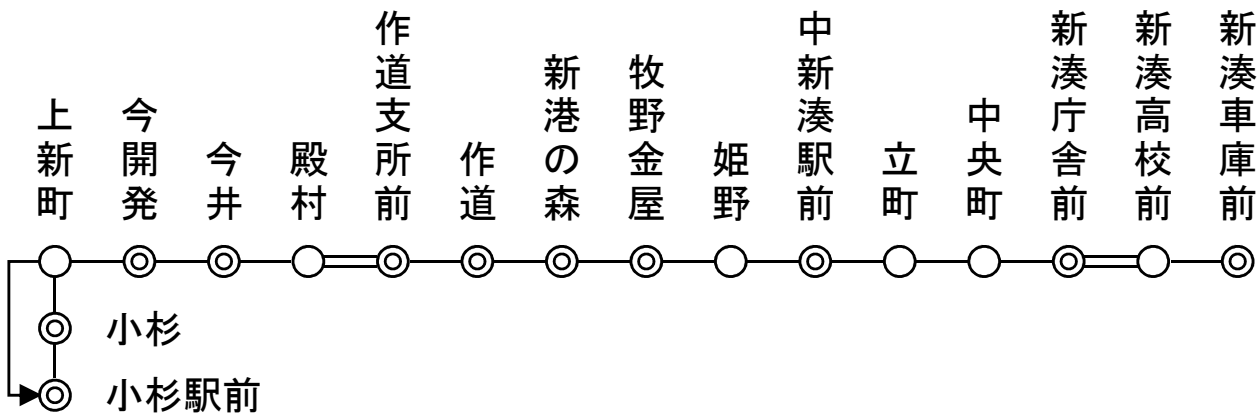 上新町
今開発
今井
殿村
作道支所前
作道
新港の森
牧野金屋
姫野
中新湊駅前
立町
中央町
新湊庁舎前
新湊高校前
新湊車庫前
小杉
小杉駅前